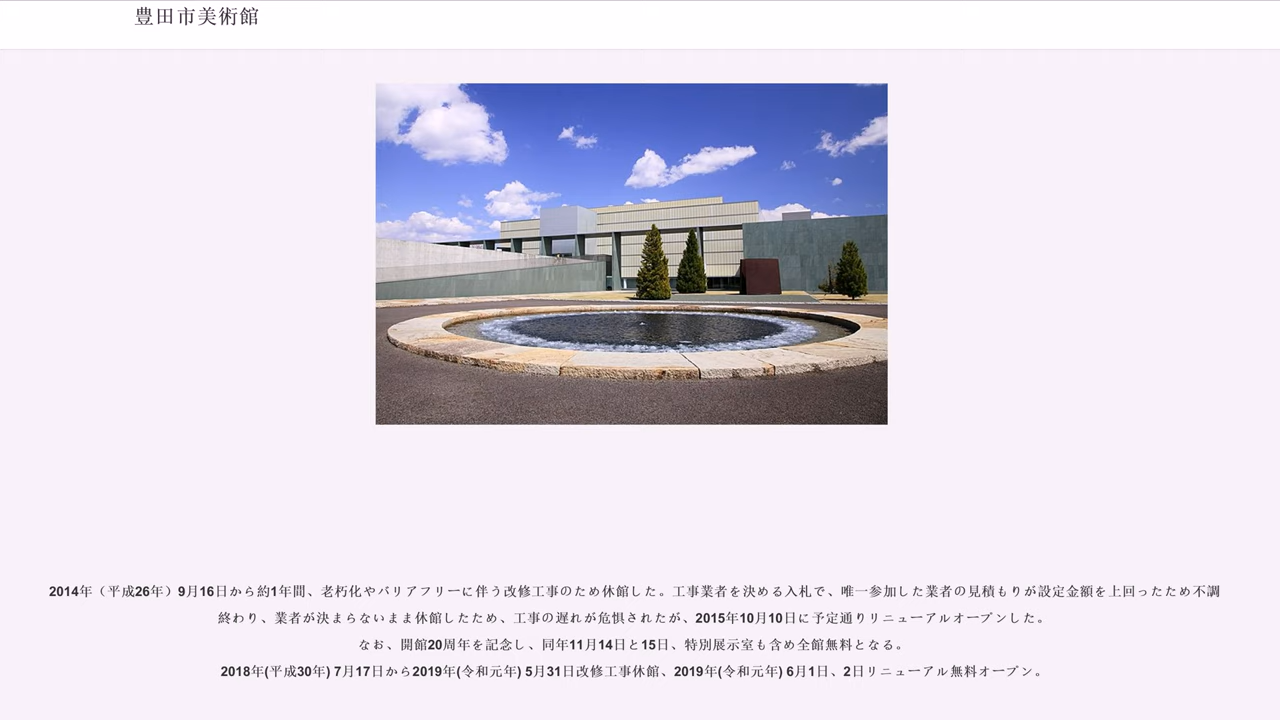 豊田市美術館
2014年（平成26年）9月16日から約1年間、老朽化やバリアフリーに伴う改修工事のため休館した。工事業者を決める入札で、唯一参加した業者の見積もりが設定金額を上回ったため不調
終わり、業者が決まらないまま休館したため、工事の遅れが危惧されたが、2015年10月10日に予定通りリニューアルオープンした。
なお、開館20周年を記念し、同年11月14日と15日、特別展示室も含め全館無料となる。
2018年(平成30年) 7月17日から2019年(令和元年) 5月31日改修工事休館、2019年(令和元年) 6月1日、2日リニューアル無料オープン。